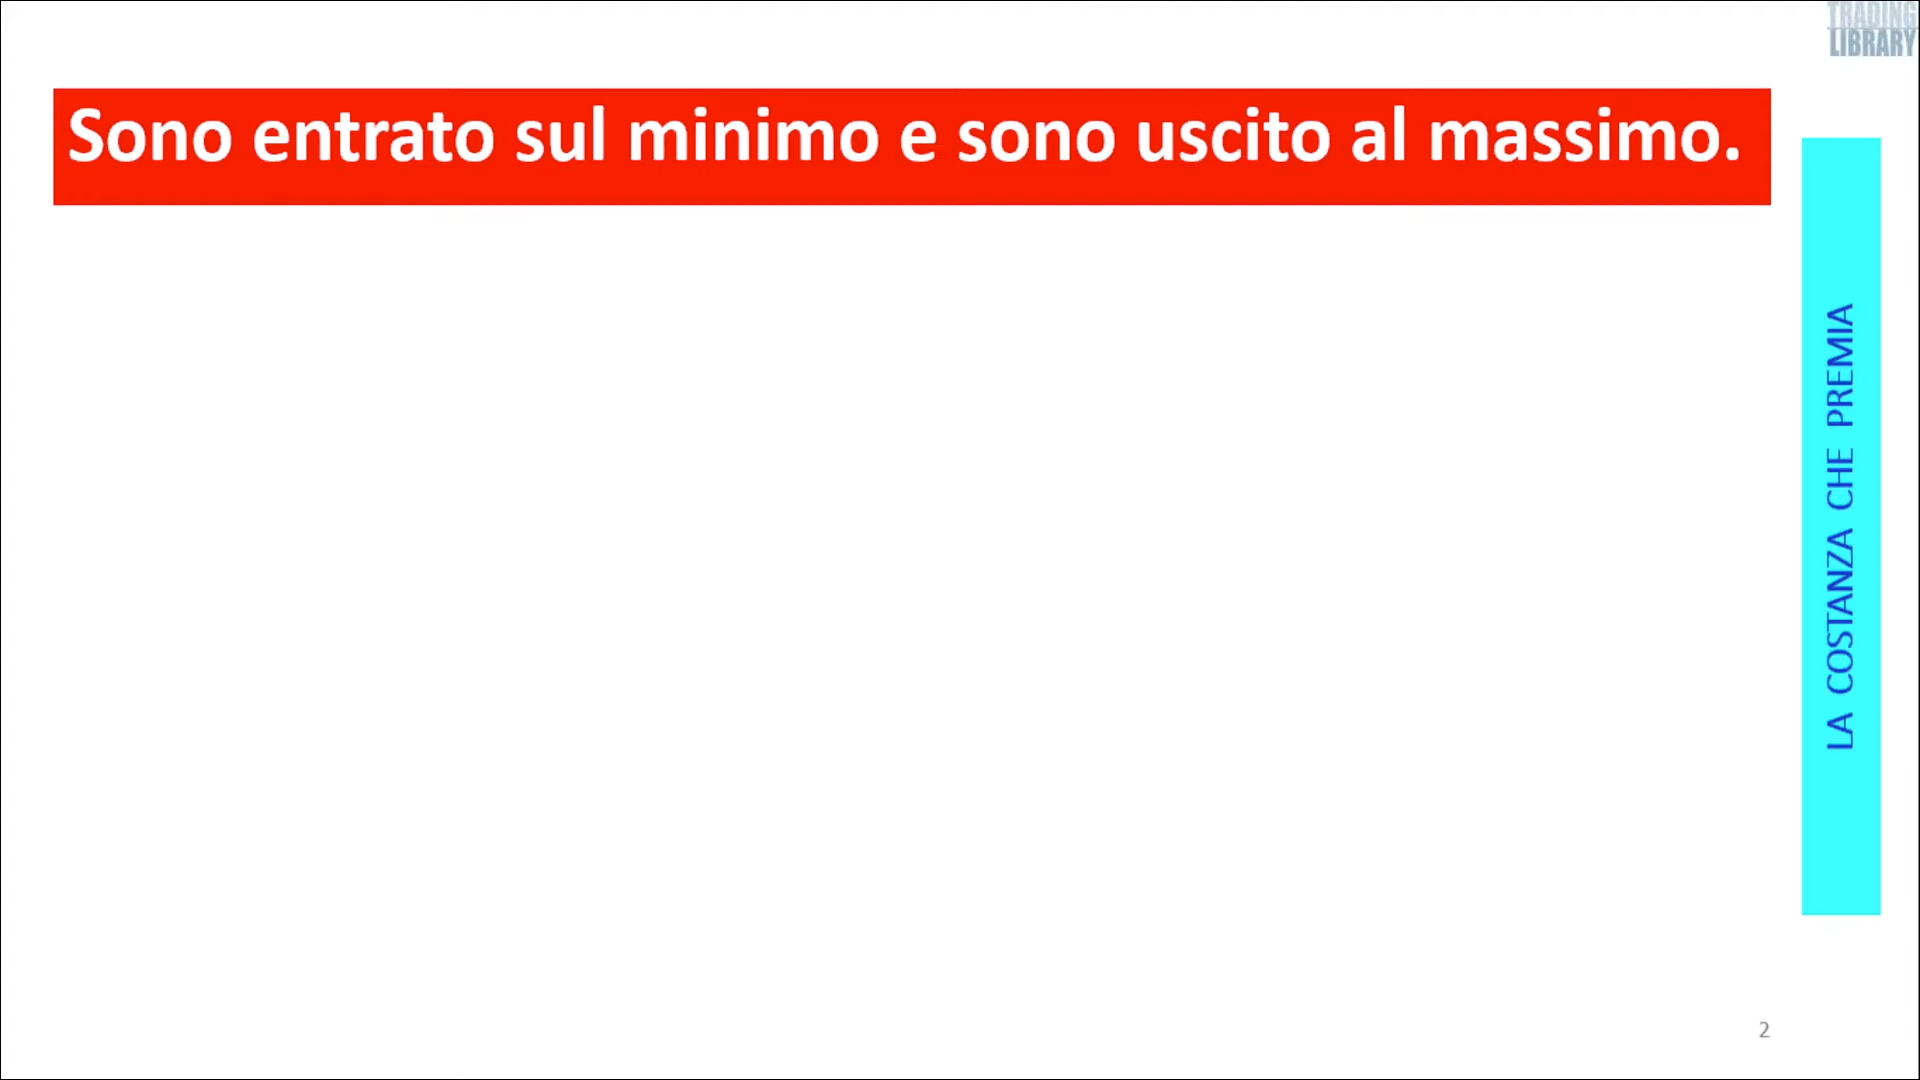 TRADING
LIBRARY
Sono entrato sul minimo e sono uscito al massimo.
LA COSTANZA CHE PREMIA
2